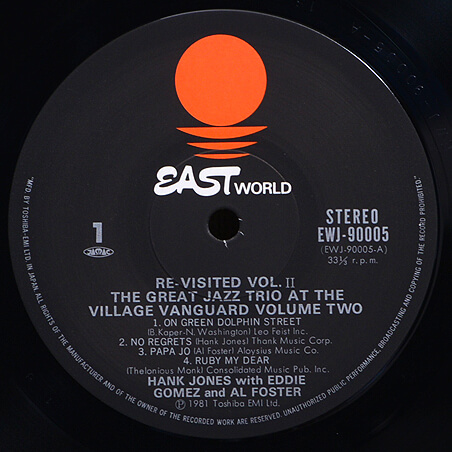 EAST WORLD
1
JASRAC
STEREO
EWJ-90005
(EWJ-90005-A)
33⅓ r.p.m.
RE-VISITED VOL. II
THE GREAT JAZZ TRIO AT THE
VILLAGE VANGUARD VOLUME TWO
1. ON GREEN DOLPHIN STREET
(B.Kaper-N.Washington) Leo Feist Inc.
2. NO REGRETS (Hank Jones) Thank Music Corp.
3. PAPA JO (Al Foster) Aloysius Music Co.
4. RUBY MY DEAR
(Thelonious Monk) Consolidated Music Pub. Inc.
HANK JONES with EDDIE
GOMEZ and AL FOSTER
℗ 1981 Toshiba EMI Ltd.
"MFD. BY TOSHIBA-EMI LTD. IN JAPAN. ALL RIGHTS OF THE MANUFACTURER AND OF THE OWNER OF THE RECORDED WORK ARE RESERVED. UNAUTHORIZED PUBLIC PERFORMANCE, BROADCASTING AND COPYING OF THE RECORD PROHIBITED."